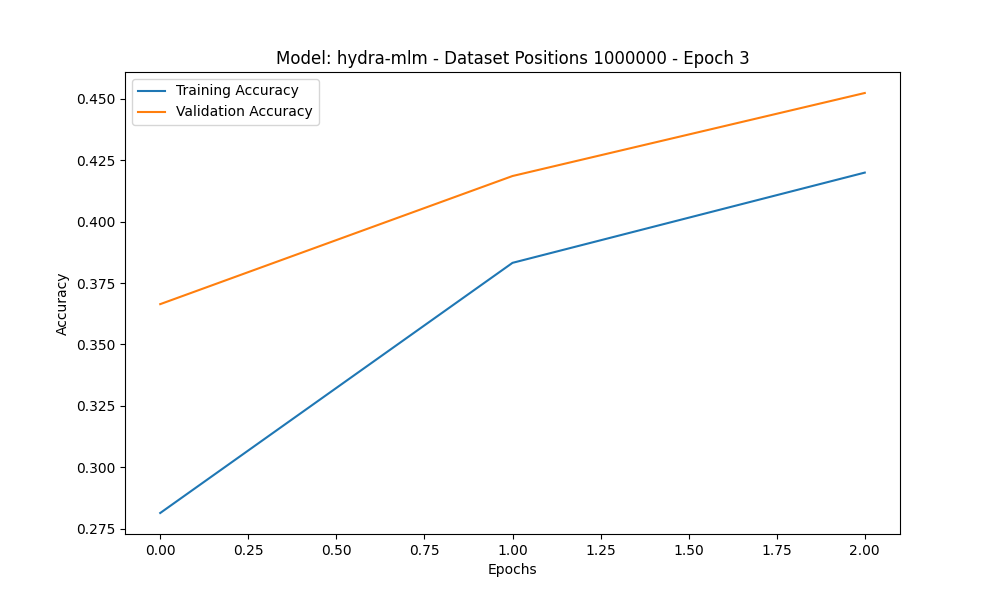 Model: hydra-mlm - Dataset Positions 1000000 - Epoch 3
Training Accuracy
Validation Accuracy
0.450
0.425
0.400
0.375
0.350
0.325
0.300
0.275
Accuracy
0.00 0.25 0.50 0.75 1.00 1.25 1.50 1.75 2.00
Epochs